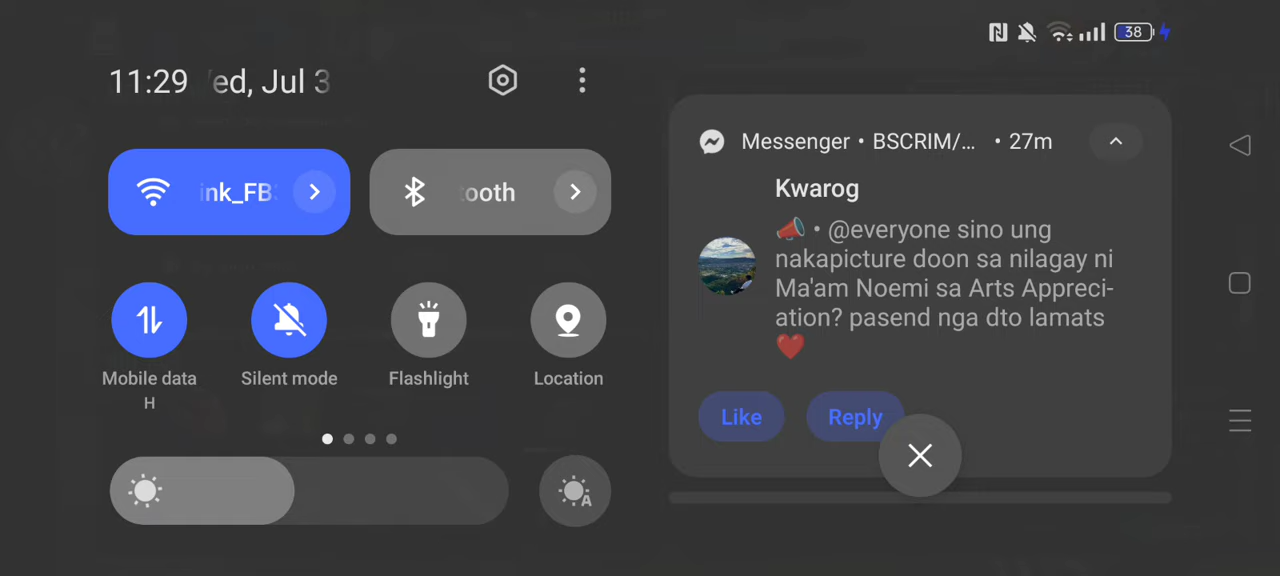 38
11:29 ed, Jul 3
Messenger • BSCRIM/... • 27m
ink_FB
ooth
Kwarog
📣 • @everyone sino ung
nakapicture doon sa nilagay ni
Ma'am Noemi sa Arts Appreci-
ation? pasend nga dto lamats
❤️
Mobile data
H
Silent mode
Flashlight
Location
Like
Reply
A